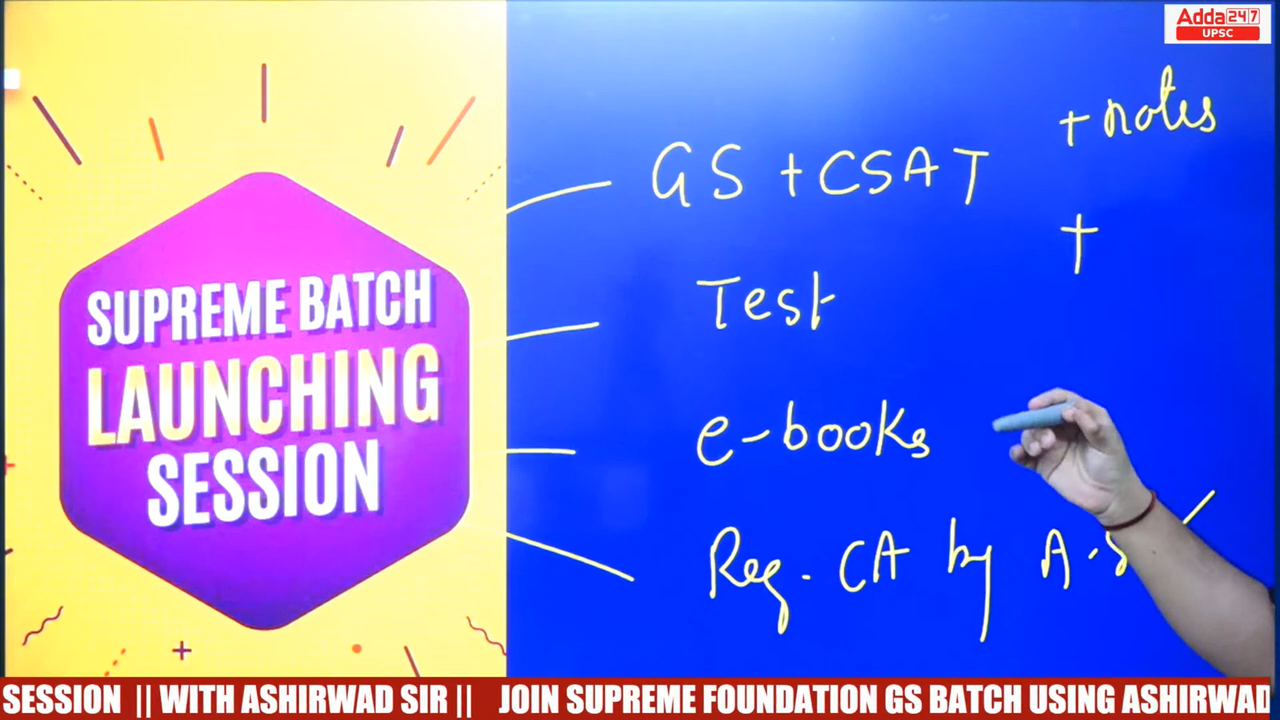 Adda247
UPSC
SUPREME BATCH
LAUNCHING
SESSION
+ notes
GS + CSAT
+
Test
e-books
Reg. CA by A.S
SESSION || WITH ASHIRWAD SIR || JOIN SUPREME FOUNDATION GS BATCH USING ASHIRWAD